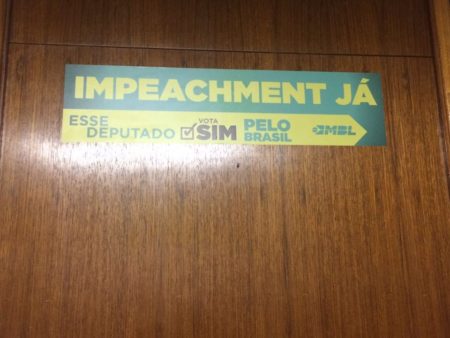 IMPEACHMENT JÁ
ESSE DEPUTADO VOTA SIM PELO BRASIL MBL